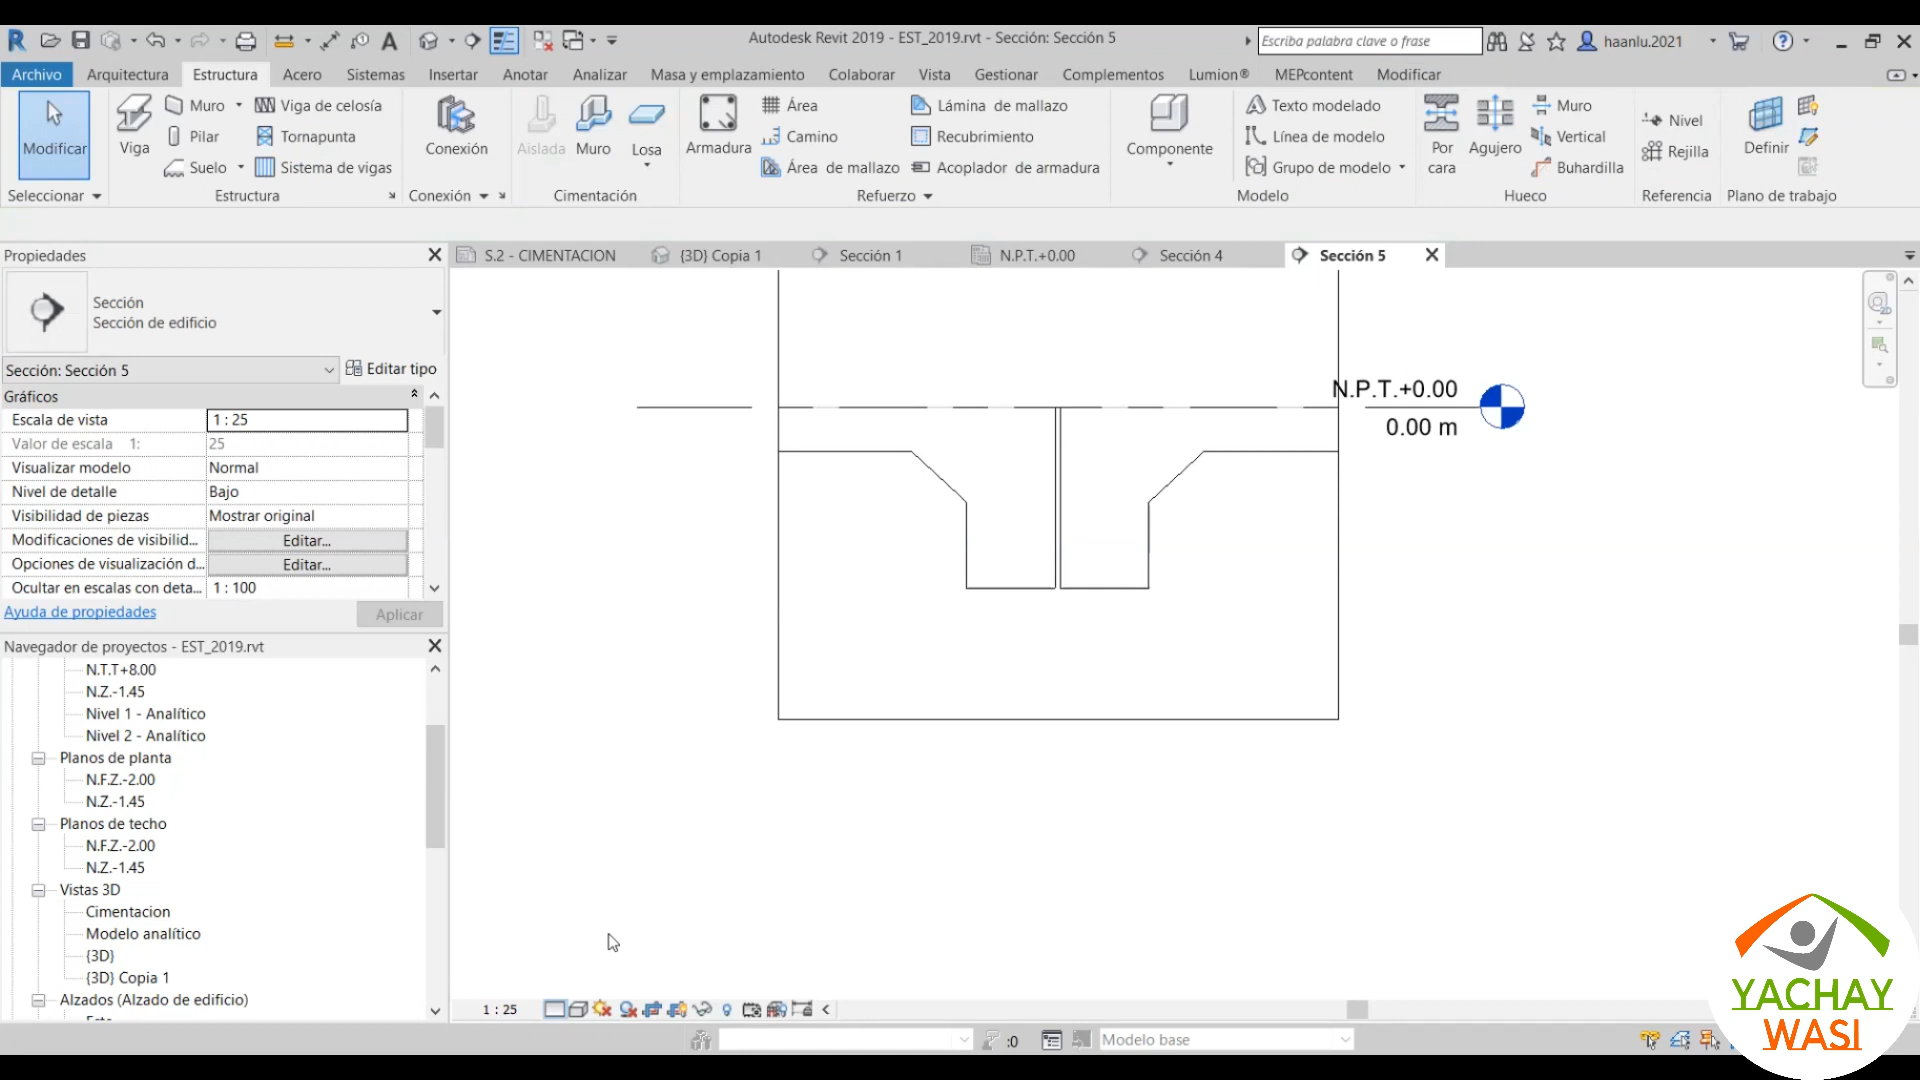 Autodesk Revit 2019 - EST_2019.rvt - Sección: Sección 5
Escriba palabra clave o frase
haanlu.2021
Archivo Arquitectura Estructura Acero Sistemas Insertar Anotar Analizar Masa y emplazamiento Colaborar Vista Gestionar Complementos Lumion® MEPcontent Modificar
Modificar
Viga
Muro
Pilar
Suelo
Viga de celosía
Tornapunta
Sistema de vigas
Conexión
Aislada
Muro
Losa
Armadura
Área
Camino
Área de mallazo
Lámina de mallazo
Recubrimiento
Acoplador de armadura
Componente
Texto modelado
Línea de modelo
Grupo de modelo
Por cara
Agujero
Muro
Vertical
Buhardilla
Nivel
Rejilla
Definir
Seleccionar Estructura Conexión Cimentación Refuerzo Modelo Hueco Referencia Plano de trabajo
Propiedades
S.2 - CIMENTACION {3D} Copia 1 Sección 1 N.P.T.+0.00 Sección 4 Sección 5
Sección
Sección de edificio
Sección: Sección 5 Editar tipo
Gráficos
Escala de vista 1 : 25
Valor de escala 1: 25
Visualizar modelo Normal
Nivel de detalle Bajo
Visibilidad de piezas Mostrar original
Modificaciones de visibilid... Editar...
Opciones de visualización d... Editar...
Ocultar en escalas con deta... 1 : 100
Ayuda de propiedades Aplicar
Navegador de proyectos - EST_2019.rvt
N.T.T+8.00
N.Z.-1.45
Nivel 1 - Analítico
Nivel 2 - Analítico
Planos de planta
N.F.Z.-2.00
N.Z.-1.45
Planos de techo
N.F.Z.-2.00
N.Z.-1.45
Vistas 3D
Cimentacion
Modelo analítico
{3D}
{3D} Copia 1
Alzados (Alzado de edificio)
N.P.T.+0.00
0.00 m
1 : 25
:0
Modelo base
YACHAY
WASI